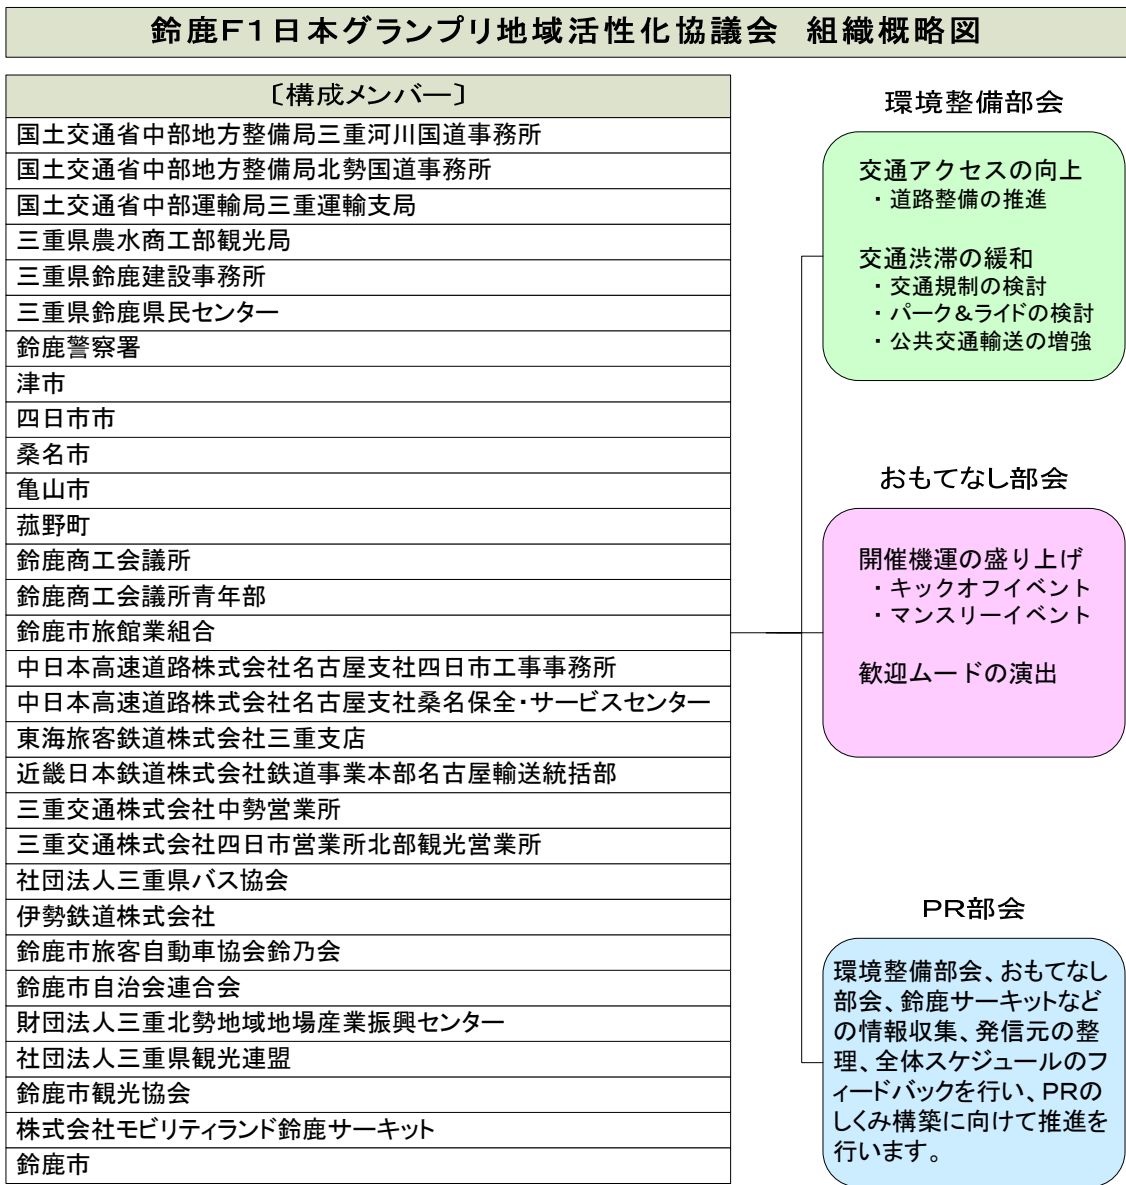 鈴鹿F1日本グランプリ地域活性化協議会　組織概略図
〔構成メンバー〕
国土交通省中部地方整備局三重河川国道事務所
国土交通省中部地方整備局北勢国道事務所
国土交通省中部運輸局三重運輸支局
三重県農水商工部観光局
三重県鈴鹿建設事務所
三重県鈴鹿県民センター
鈴鹿警察署
津市
四日市市
桑名市
亀山市
菰野町
鈴鹿商工会議所
鈴鹿商工会議所青年部
鈴鹿市旅館業組合
中日本高速道路株式会社名古屋支社四日市工事事務所
中日本高速道路株式会社名古屋支社桑名保全・サービスセンター
東海旅客鉄道株式会社三重支店
近畿日本鉄道株式会社鉄道事業本部名古屋輸送統括部
三重交通株式会社中勢営業所
三重交通株式会社四日市営業所北部観光営業所
社団法人三重県バス協会
伊勢鉄道株式会社
鈴鹿市旅客自動車協会鈴乃会
鈴鹿市自治会連合会
財団法人三重北勢地域地場産業振興センター
社団法人三重県観光連盟
鈴鹿市観光協会
株式会社モビリティランド鈴鹿サーキット
鈴鹿市
環境整備部会
交通アクセスの向上
・道路整備の推進
交通渋滞の緩和
・交通規制の検討
・パーク＆ライドの検討
・公共交通輸送の増強
おもてなし部会
開催機運の盛り上げ
・キックオフイベント
・マンスリーイベント
歓迎ムードの演出
PR部会
環境整備部会、おもてなし
部会、鈴鹿サーキットなど
の情報収集、発信元の整
理、全体スケジュールのフ
ィードバックを行い、PRの
しくみ構築に向けて推進を
行います。